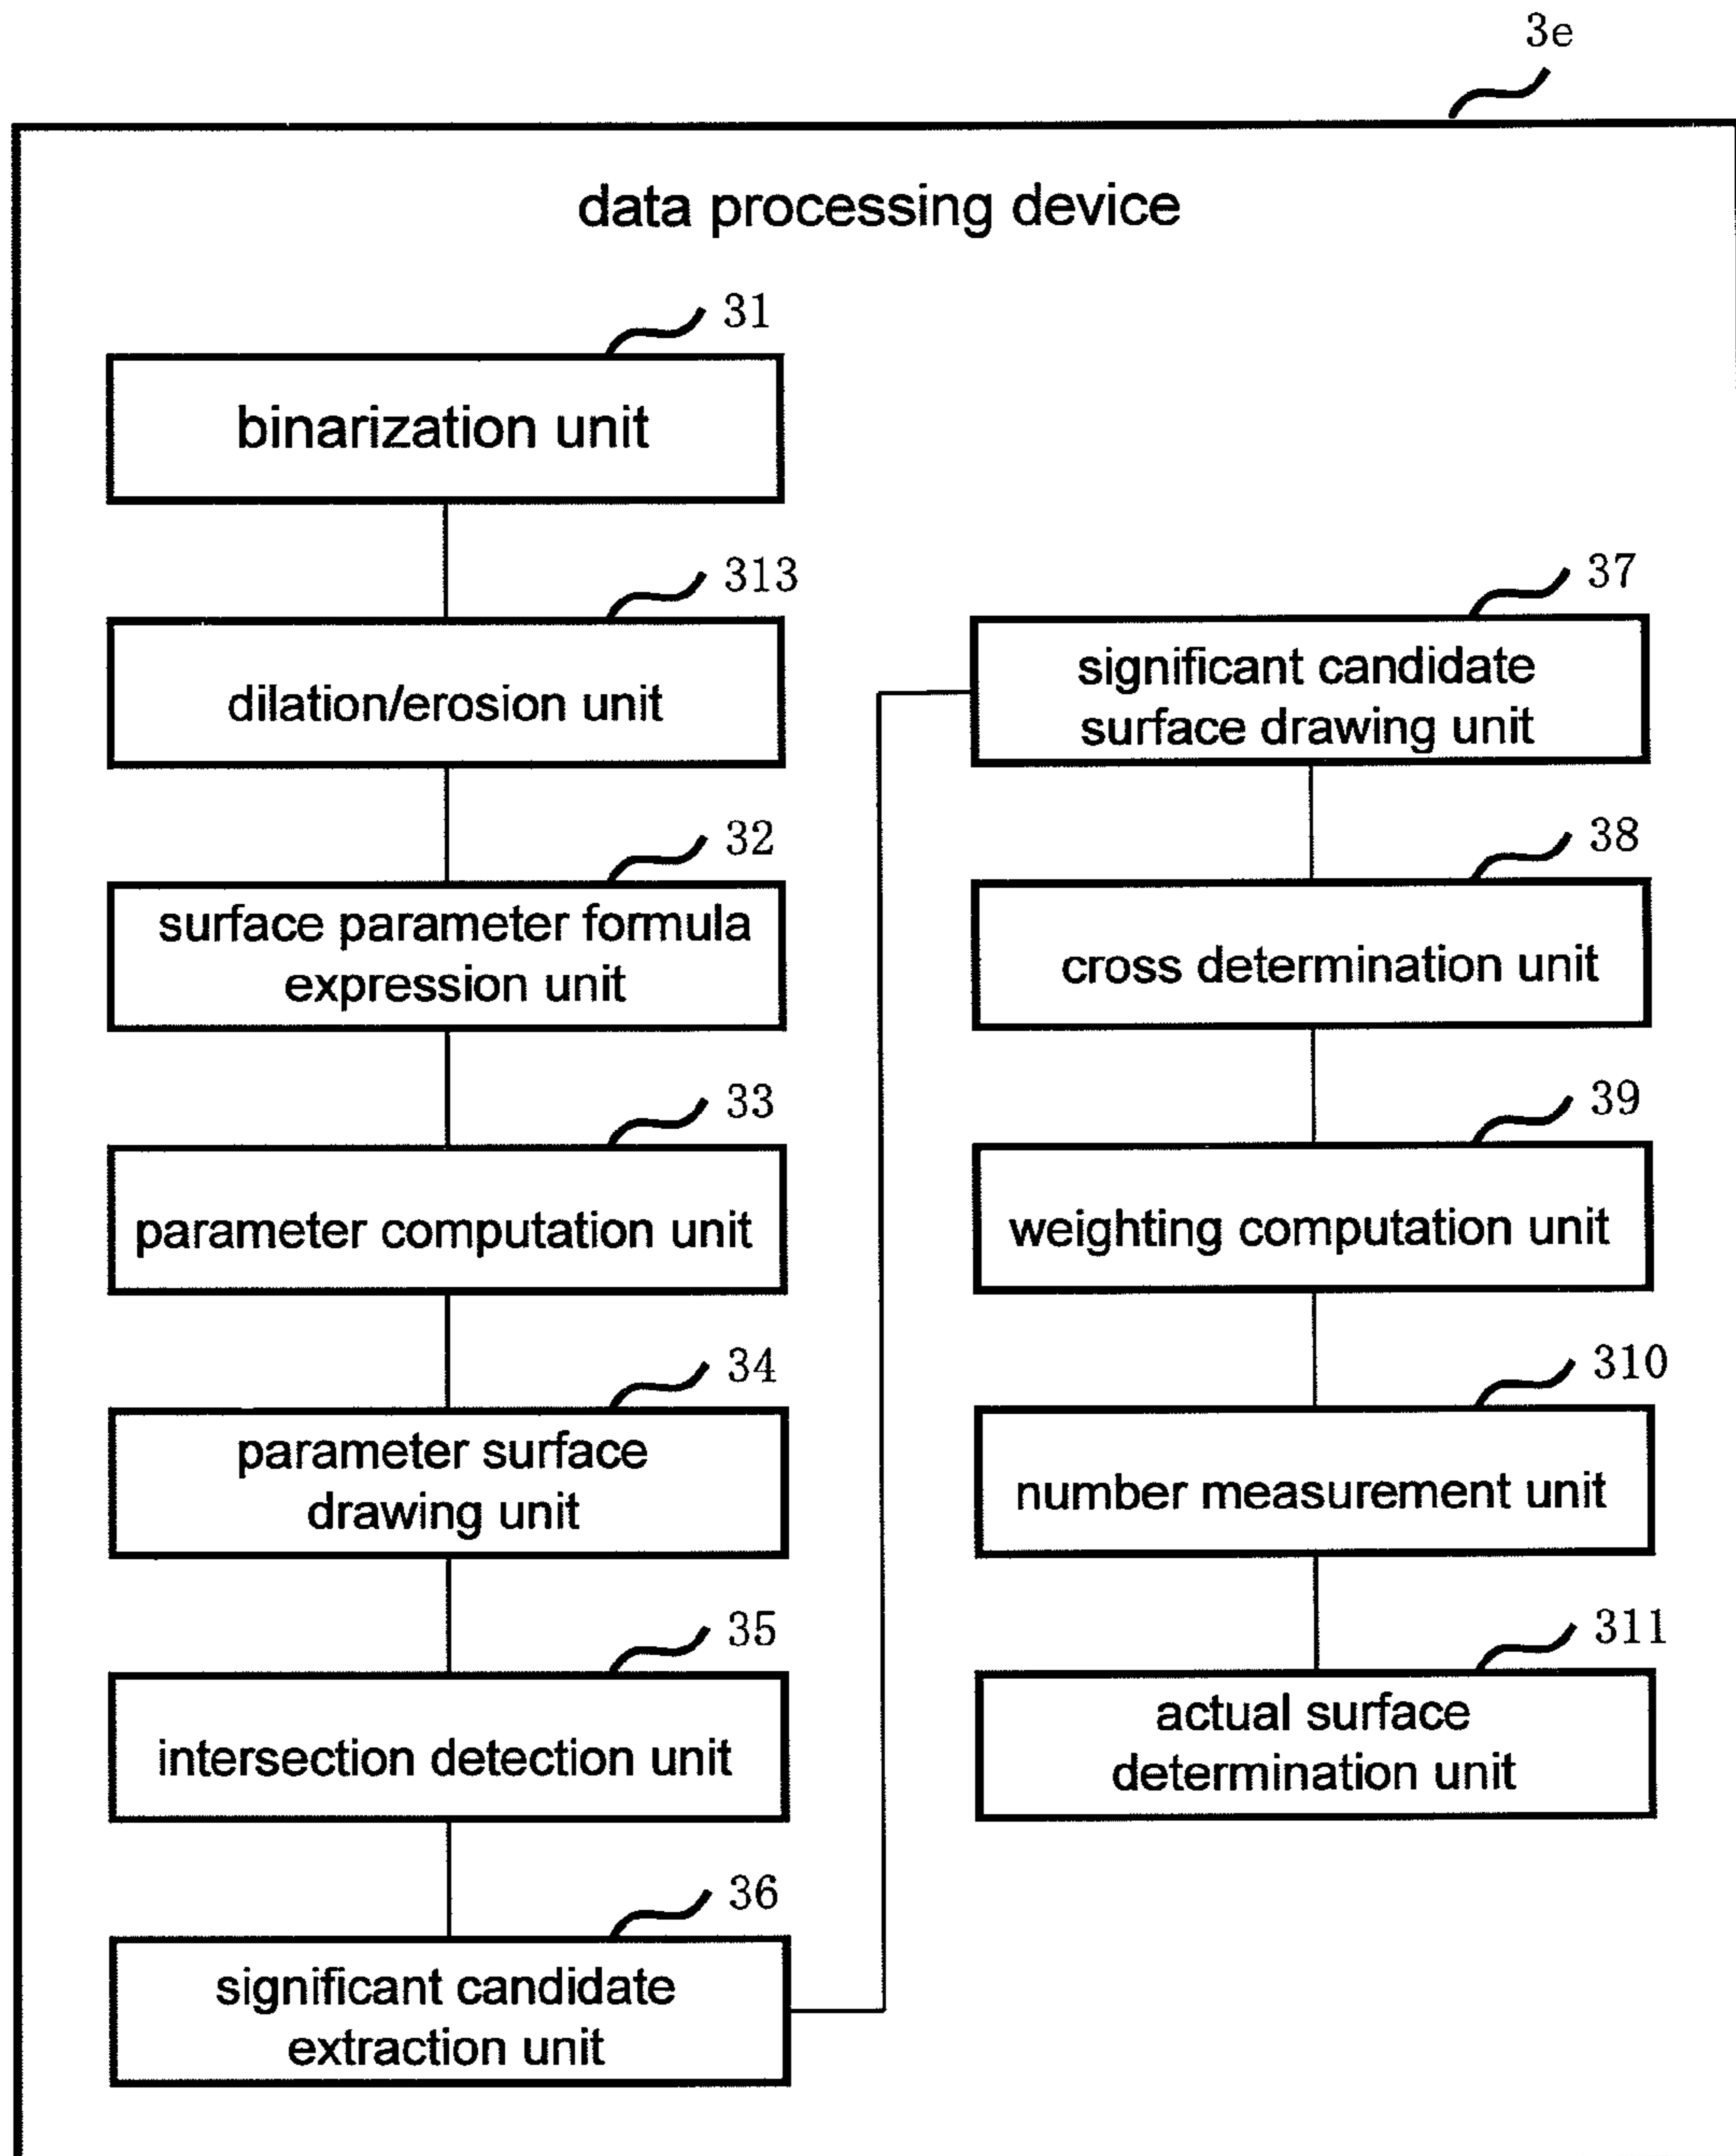 3e
data processing device
31
binarization unit
313
dilation/erosion unit
32
surface parameter formula
expression unit
33
parameter computation unit
34
parameter surface
drawing unit
35
intersection detection unit
36
significant candidate
extraction unit
37
significant candidate
surface drawing unit
38
cross determination unit
39
weighting computation unit
310
number measurement unit
311
actual surface
determination unit